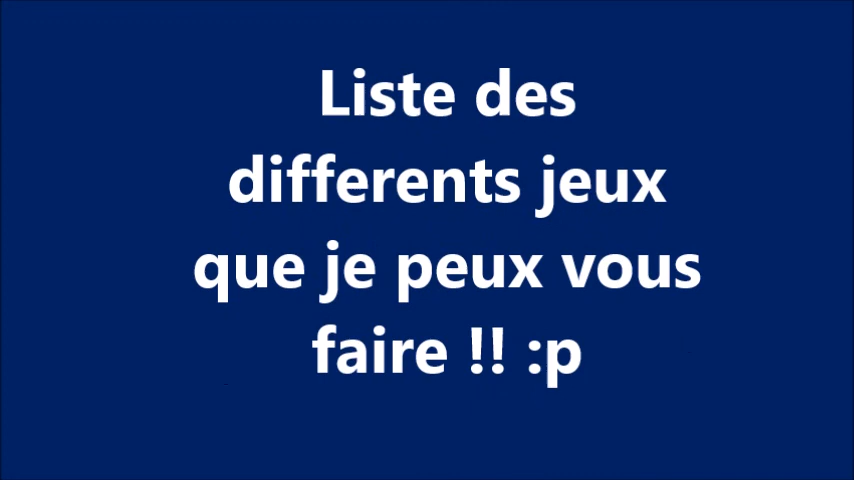 Liste des
differents jeux
que je peux vous
faire !! :p